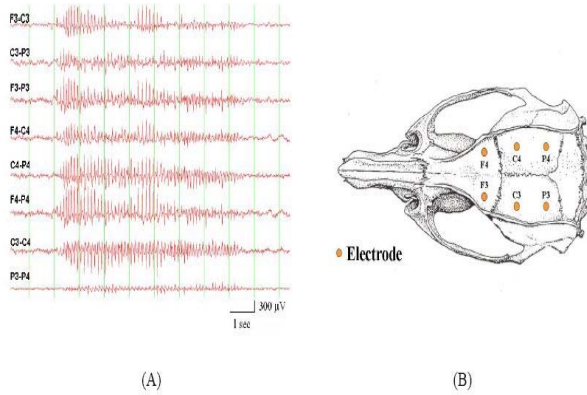 F3-C3
C3-P3
F3-P3
F4-C4
C4-P4
F4-P4
C3-C4
P3-P4
300 µV
1 sec
F4
C4
P4
F3
C3
P3
Electrode
(A)
(B)